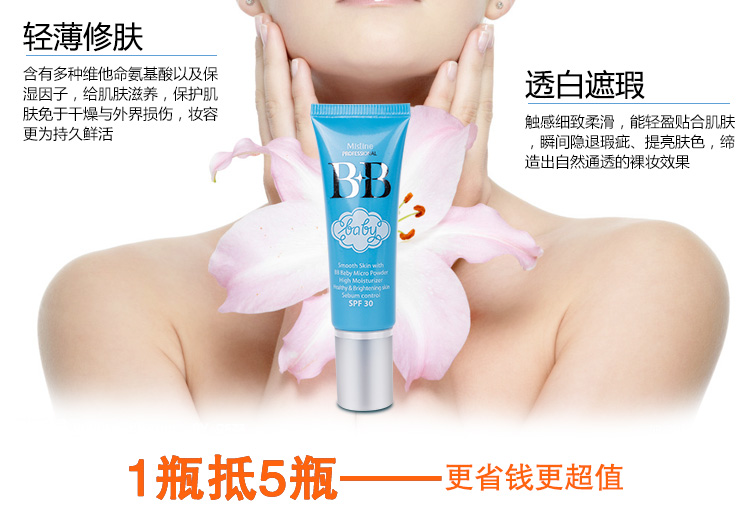 轻薄修肤
含有多种维他命氨基酸以及保
湿因子，给肌肤滋养，保护肌
肤免于干燥与外界损伤，妆容
更为持久鲜活
透白遮瑕
触感细致柔滑，能轻盈贴合肌肤
，瞬间隐退瑕疵、提亮肤色，缔
造出自然通透的裸妆效果
Mistine
PROFESSIONAL
BB
baby
Smooth Skin with
BB Baby Micro Powder
High Moisturizer
Healthy & Brightening skin
Sebum control
SPF 30
1瓶抵5瓶——更省钱更超值